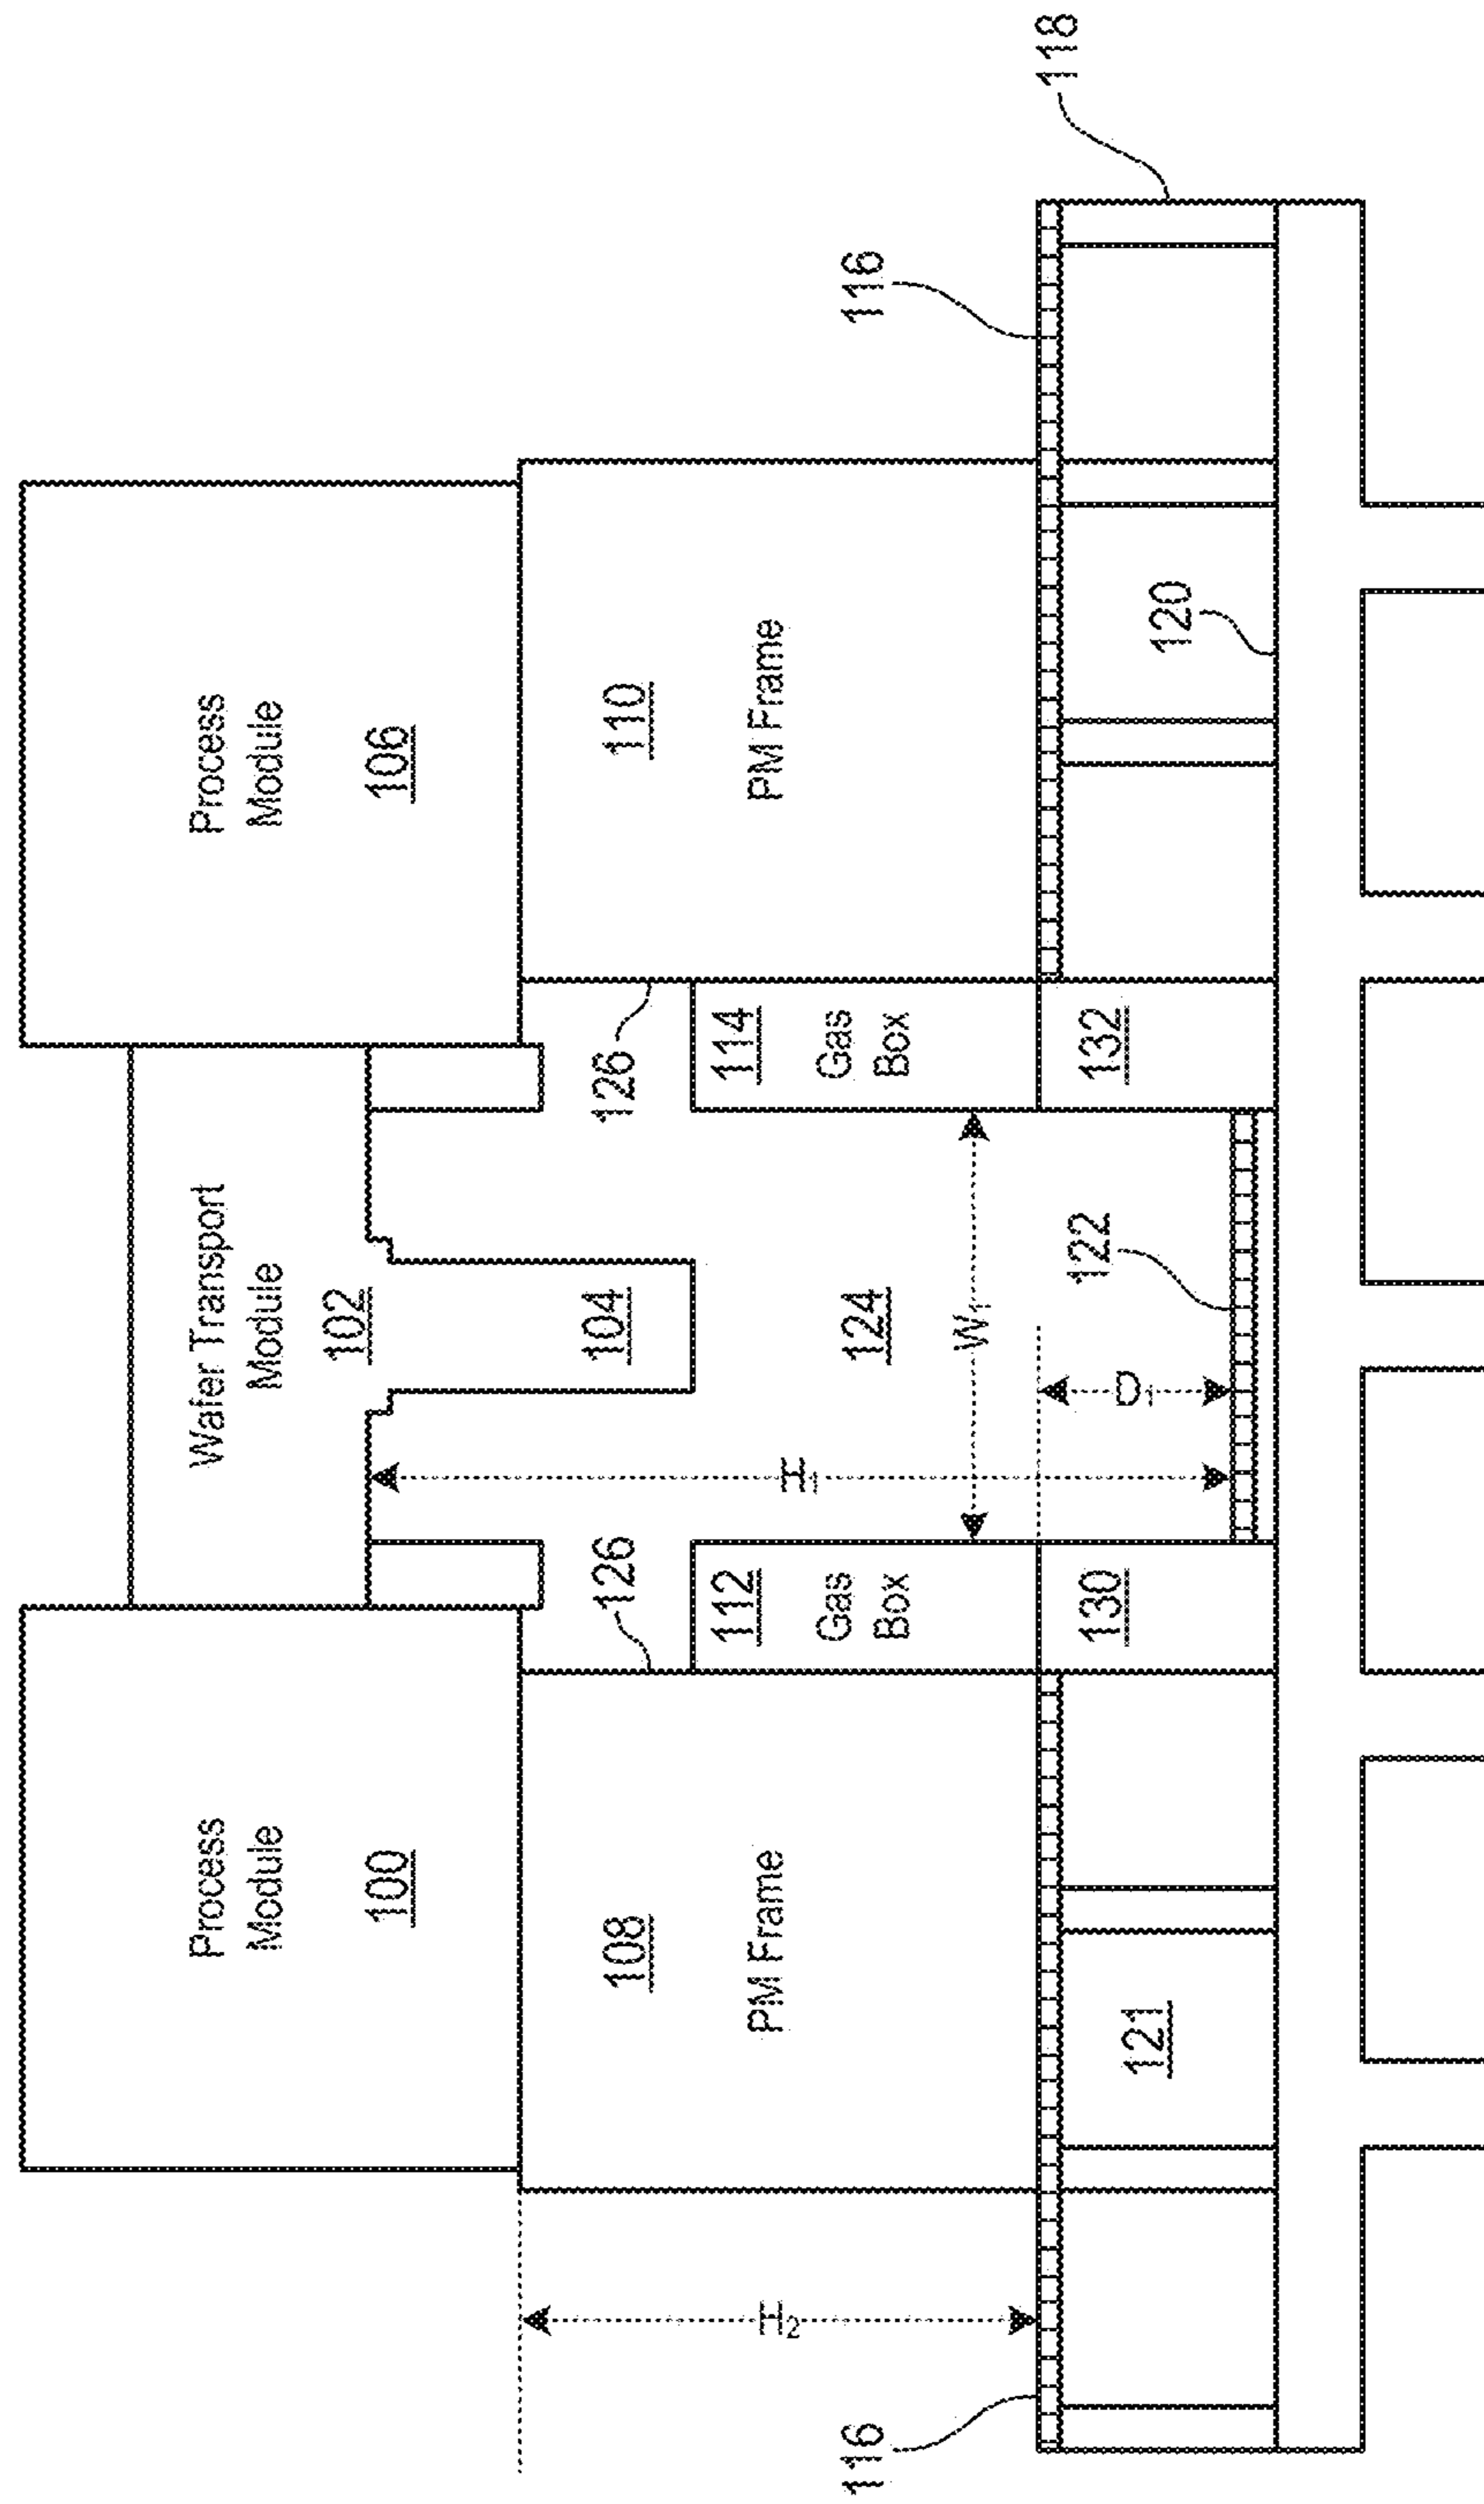 Process
Module
100
Wafer Transport
Module
102
Process
Module
106
104
108
PM Frame
126
126
110
PM Frame
H₂
112
Gas
Box
H₁
124
W₁
114
Gas
Box
116
116
D₁
118
121
130
122
132
120